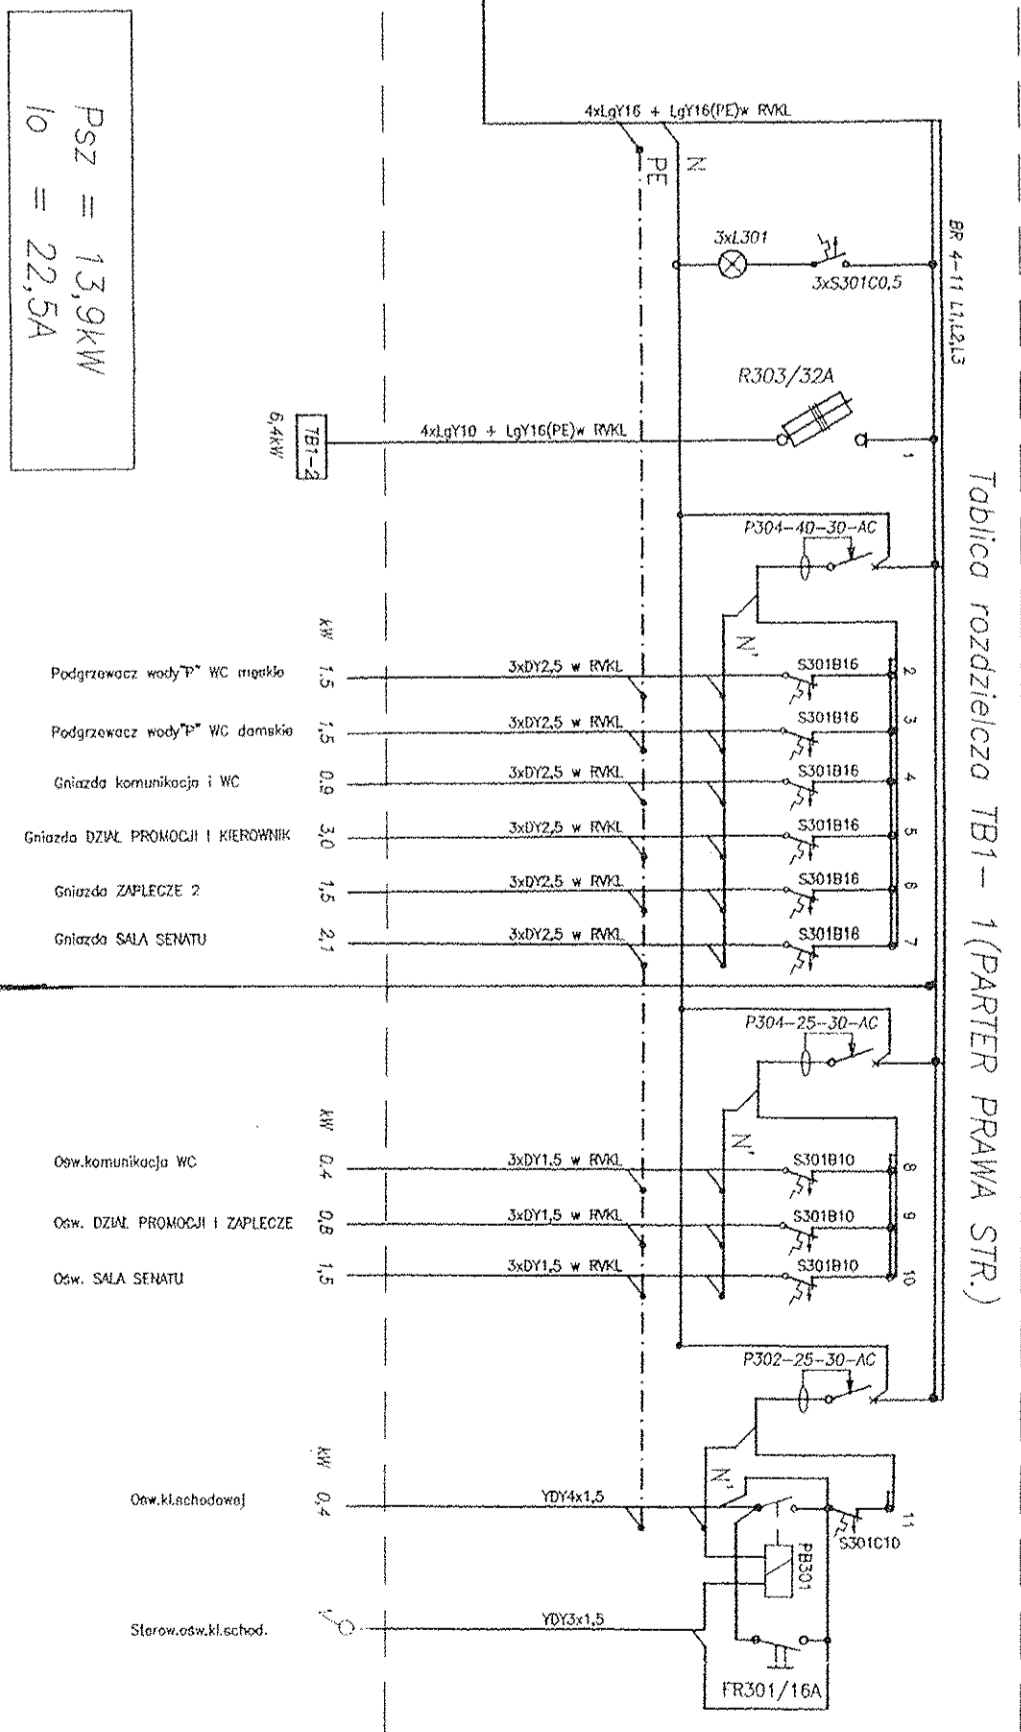 Psz = 13,9kW
Io = 22,5A
Tablica rozdzielcza TB1- 1(PARTER PRAWA STR.)
BR 4-11 L1,L2,L3
4xLgY16 + LgY16(PE)w RVKL
N
PE
3xL301
3xS301C0,5
R303/32A
1
4xLgY10 + LgY16(PE)w RVKL
TB1-2
6,4kW
P304-40-30-AC
N'
kW
Podgrzewacz wody"P" WC męskie 1,5 3xDY2,5 w RVKL S301B16 2
Podgrzewacz wody"P" WC damskie 1,5 3xDY2,5 w RVKL S301B16 3
Gniazda komunikacja i WC 0,9 3xDY2,5 w RVKL S301B16 4
Gniazda DZIAŁ PROMOCJI I KIEROWNIK 3,0 3xDY2,5 w RVKL S301B16 5
Gniazda ZAPLECZE 2 1,5 3xDY2,5 w RVKL S301B16 6
Gniazda SALA SENATU 2,1 3xDY2,5 w RVKL S301B16 7
P304-25-30-AC
N'
kW
Ośw.komunikacja WC 0,4 3xDY1,5 w RVKL S301B10 8
Ośw. DZIAŁ PROMOCJI I ZAPLECZE 0,8 3xDY1,5 w RVKL S301B10 9
Ośw. SALA SENATU 1,5 3xDY1,5 w RVKL S301B10 10
P302-25-30-AC
N'
kW
Ośw.kl.schodowej 0,4 YDY4x1,5 11
S301C10
PB301
Sterow.ośw.kl.schod. YDY3x1,5
FR301/16A